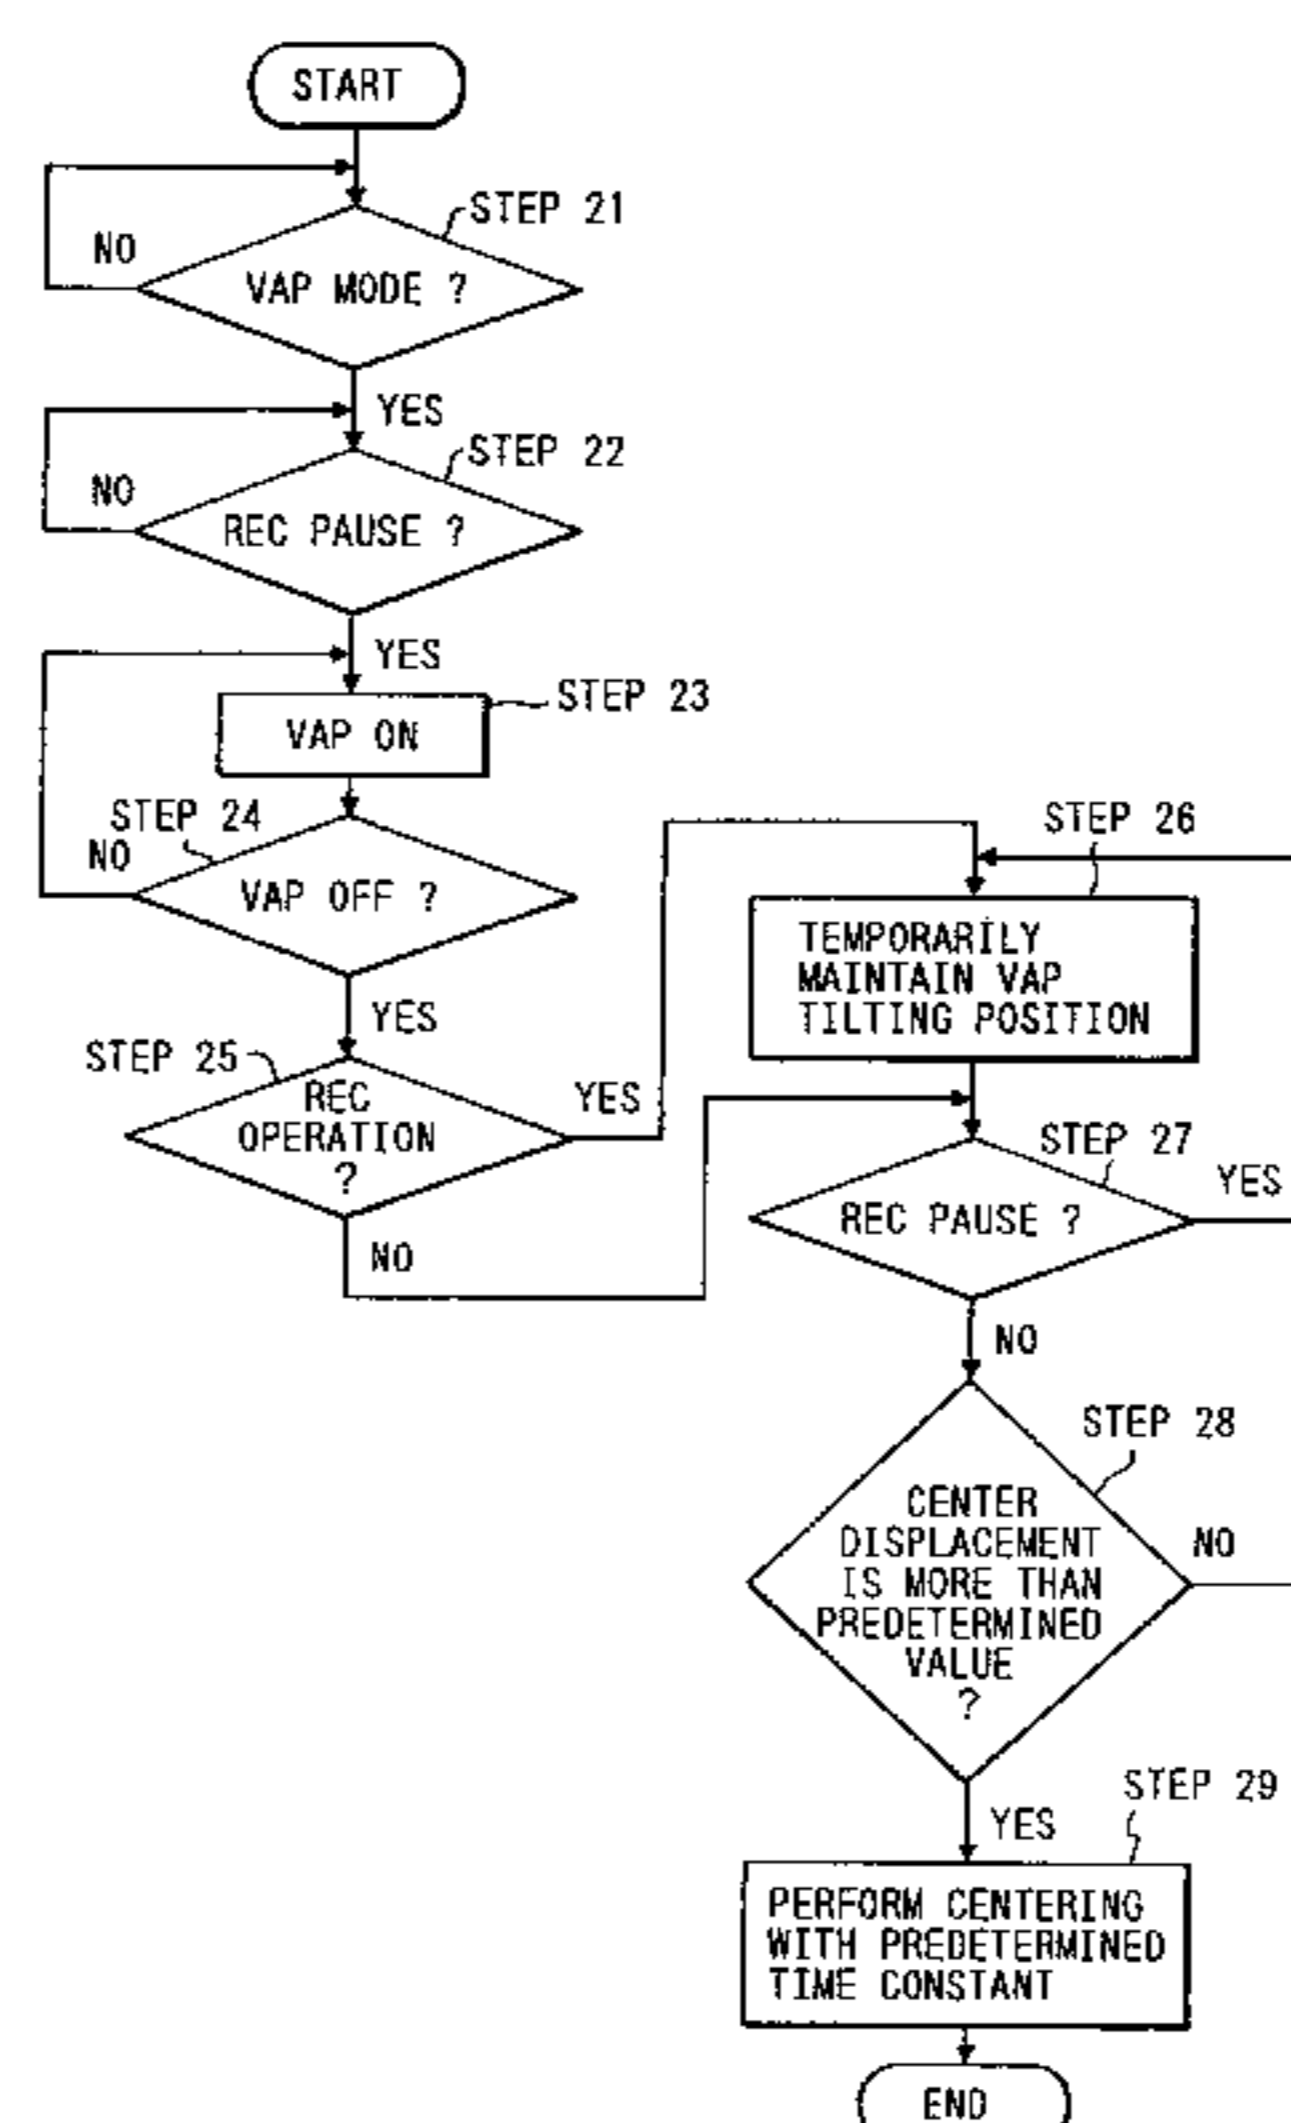 START
STEP 21
NO
VAP MODE ?
YES
STEP 22
NO
REC PAUSE ?
YES
STEP 23
VAP ON
STEP 24
NO
VAP OFF ?
YES
STEP 25
REC
OPERATION
?
YES
NO
STEP 26
TEMPORARILY
MAINTAIN VAP
TILTING POSITION
STEP 27
YES
REC PAUSE ?
NO
STEP 28
CENTER
DISPLACEMENT
IS MORE THAN
PREDETERMINED
VALUE
?
NO
YES
STEP 29
PERFORM CENTERING
WITH PREDETERMINED
TIME CONSTANT
END